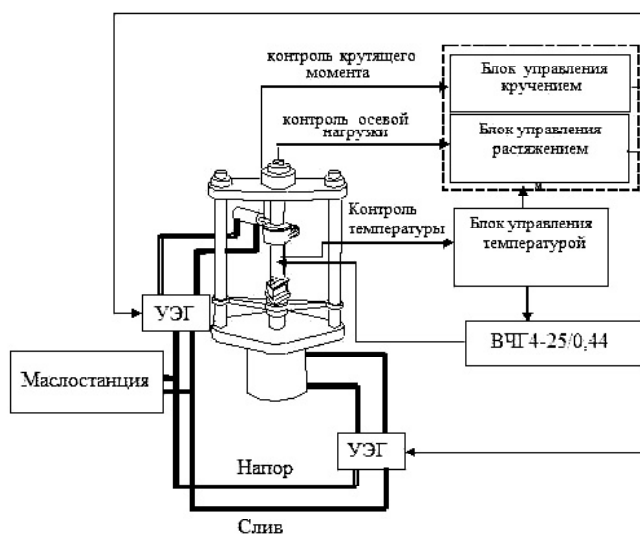 контроль крутящего
момента
Блок управления
кручением
контроль осевой
нагрузки
Блок управления
растяжением
м
Контроль
температуры
Блок управления
температурой
УЭГ
ВЧГ4-25/0,44
Маслостанция
УЭГ
Напор
Слив